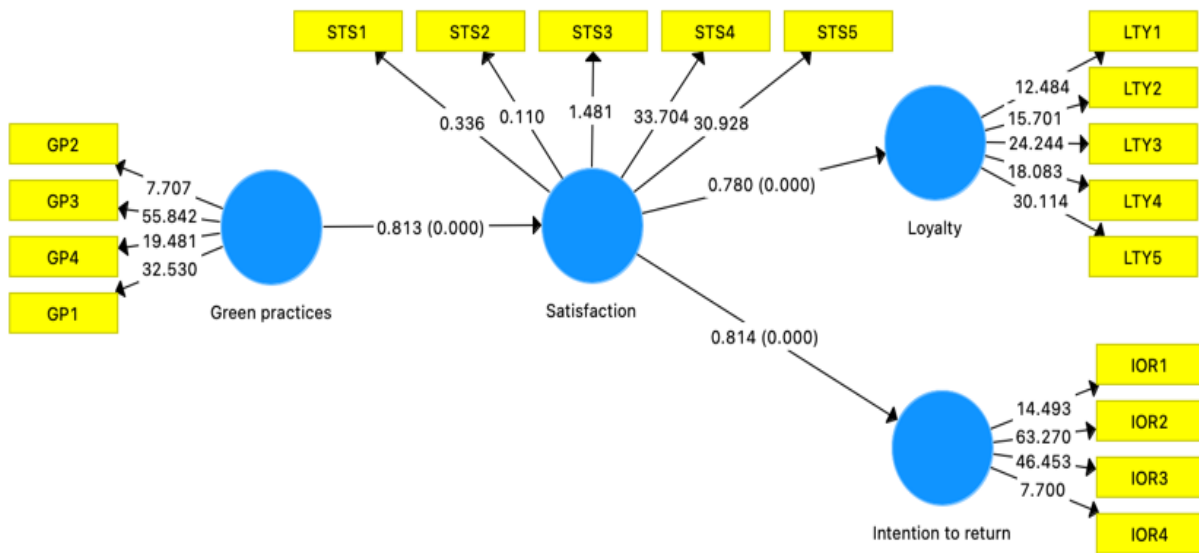 STS1
STS2
STS3
STS4
STS5
0.336
0.110
1.481
33.704
30.928
GP2
GP3
GP4
GP1
7.707
55.842
19.481
32.530
Green practices
0.813 (0.000)
Satisfaction
0.780 (0.000)
0.814 (0.000)
Loyalty
12.484
15.701
24.244
18.083
30.114
LTY1
LTY2
LTY3
LTY4
LTY5
Intention to return
14.493
63.270
46.453
7.700
IOR1
IOR2
IOR3
IOR4